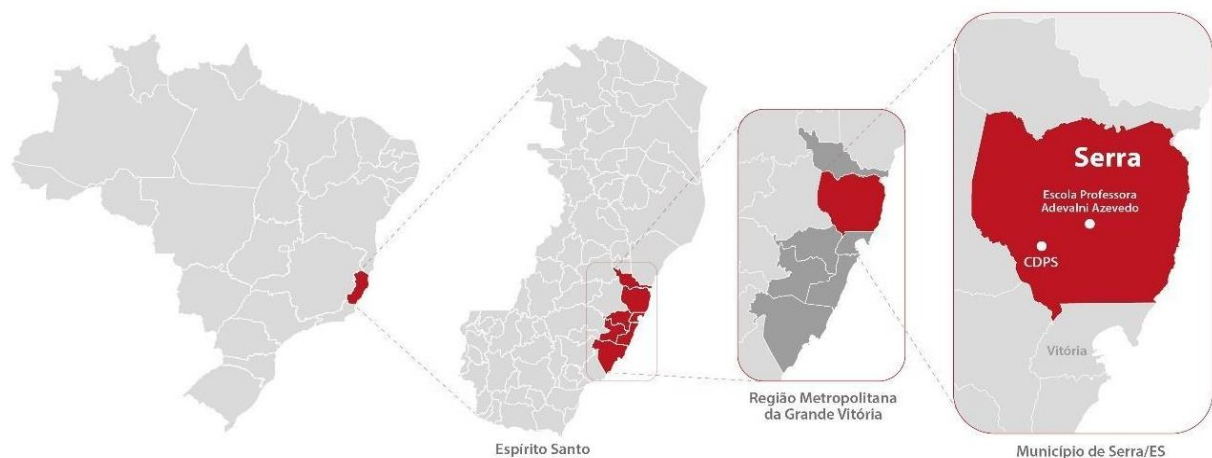 Espírito Santo
Região Metropolitana
da Grande Vitória
Serra
Escola Professora
Adevalni Azevedo
CDPS
Vitória
Município de Serra/ES